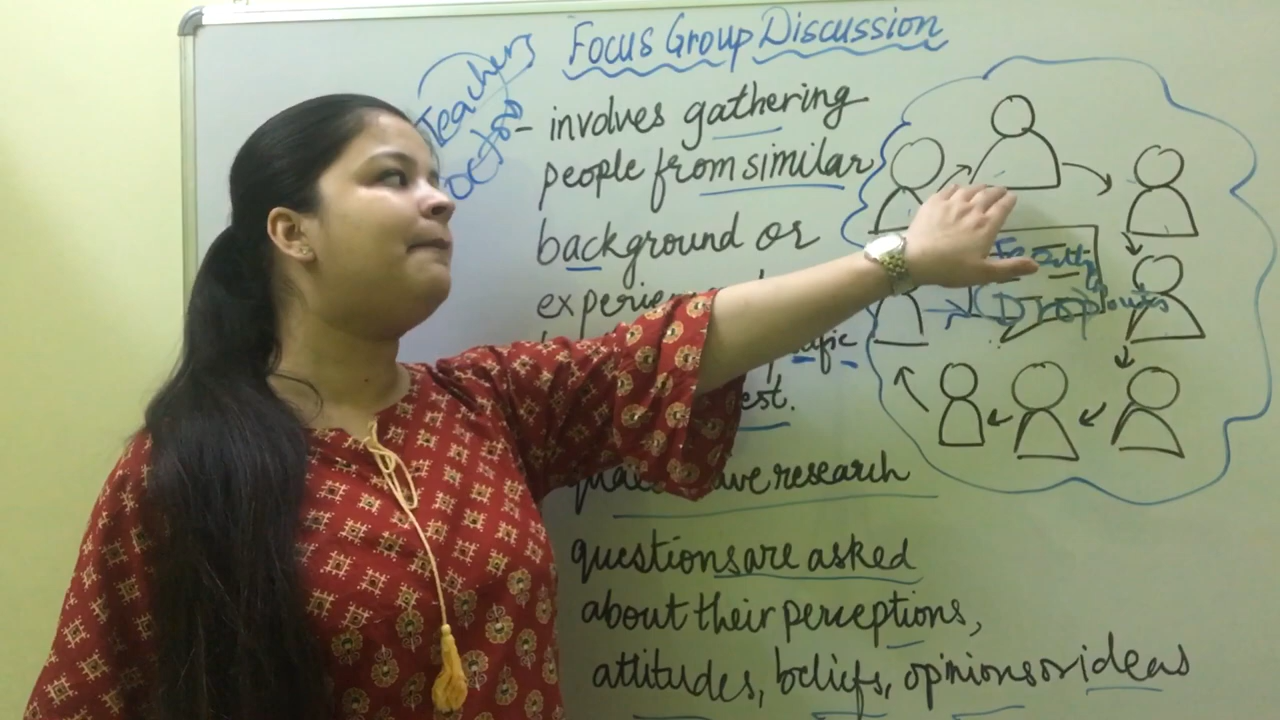 Focus Group Discussion
Teachers
- involves gathering
people from similar
background or
research
questions are asked
about their perceptions,
attitudes, beliefs, opinions or ideas
Dropouts